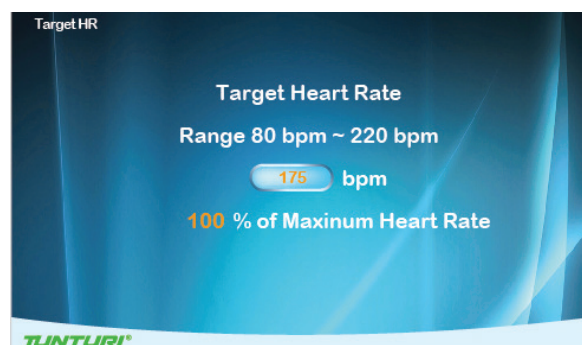 Target HR
Target Heart Rate
Range 80 bpm ~ 220 bpm
175 bpm
100 % of Maxinum Heart Rate
TUNTURI®